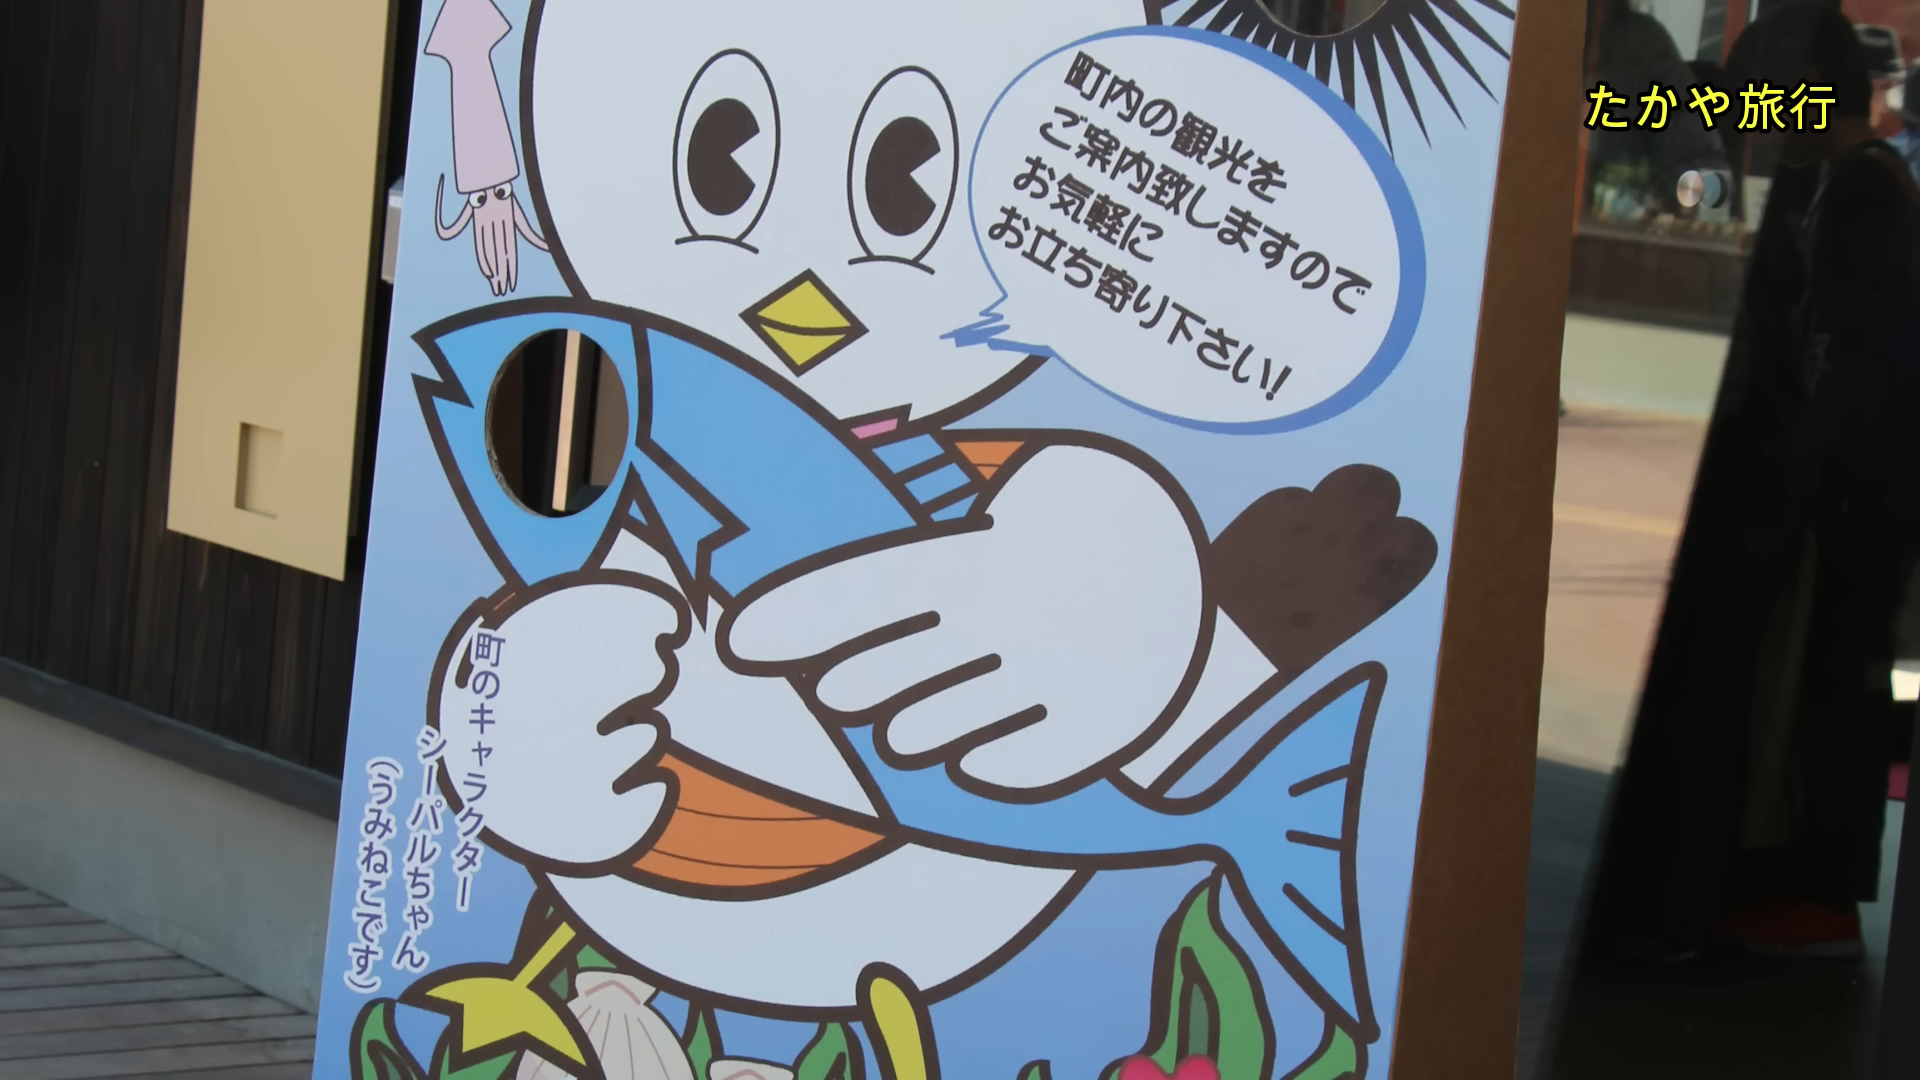 たかや旅行
町内の観光を
ご案内致しますので
お気軽に
お立ち寄り下さい!
町のキャラクター
シーパルちゃん
(うみねこです)